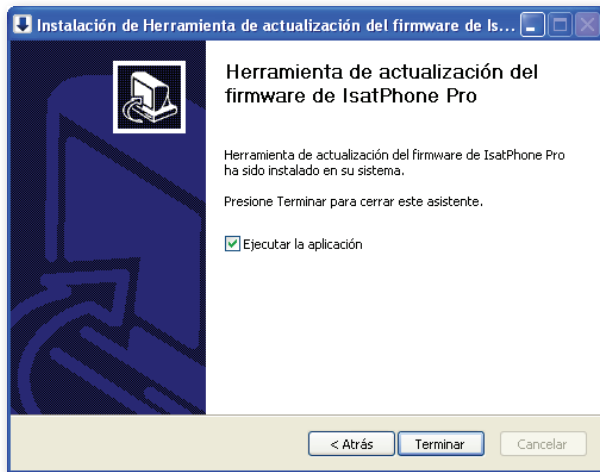 Instalación de Herramienta de actualización del firmware de Is...
Herramienta de actualización del
firmware de IsatPhone Pro
Herramienta de actualización del firmware de IsatPhone Pro
ha sido instalado en su sistema.
Presione Terminar para cerrar este asistente.
Ejecutar la aplicación
< Atrás
Terminar
Cancelar